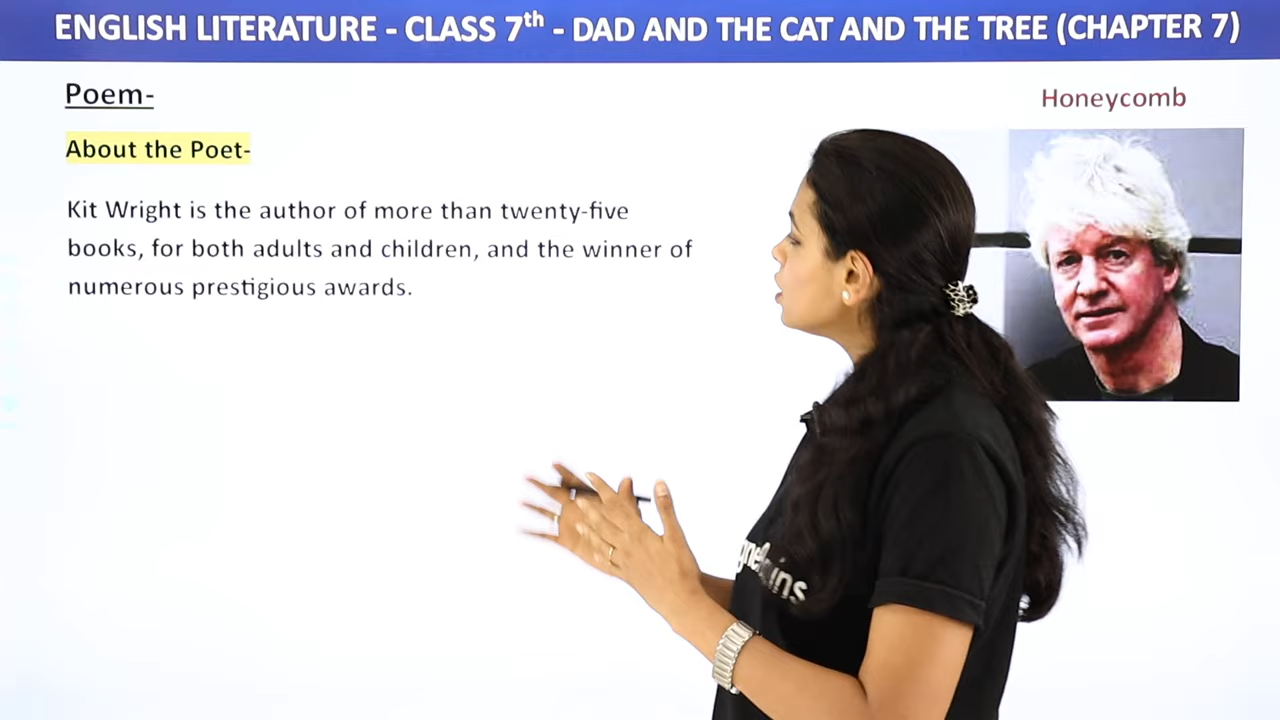 ENGLISH LITERATURE - CLASS 7th - DAD AND THE CAT AND THE TREE (CHAPTER 7)
Poem-
Honeycomb
About the Poet-
Kit Wright is the author of more than twenty-five
books, for both adults and children, and the winner of
numerous prestigious awards.